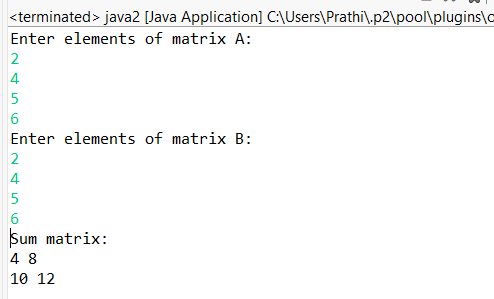 <terminated> java2 [Java Application] C:\Users\Prathi\.p2\pool\plugins\
Enter elements of matrix A:
2
4
5
6
Enter elements of matrix B:
2
4
5
6
Sum matrix:
4 8
10 12